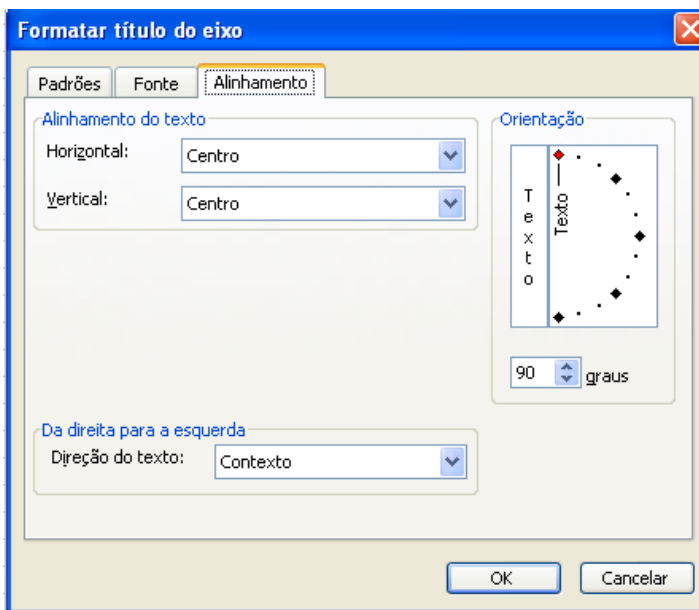 Formatar título do eixo
Padrões Fonte Alinhamento
Alinhamento do texto
Horizontal: Centro
Vertical: Centro
Orientação
Texto
Texto
90 graus
Da direita para a esquerda
Direção do texto: Contexto
OK Cancelar